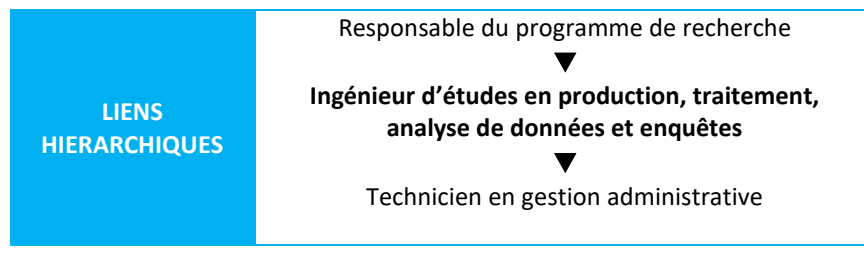 LIENS
HIERARCHIQUES
Responsable du programme de recherche
▼
Ingénieur d’études en production, traitement,
analyse de données et enquêtes
▼
Technicien en gestion administrative